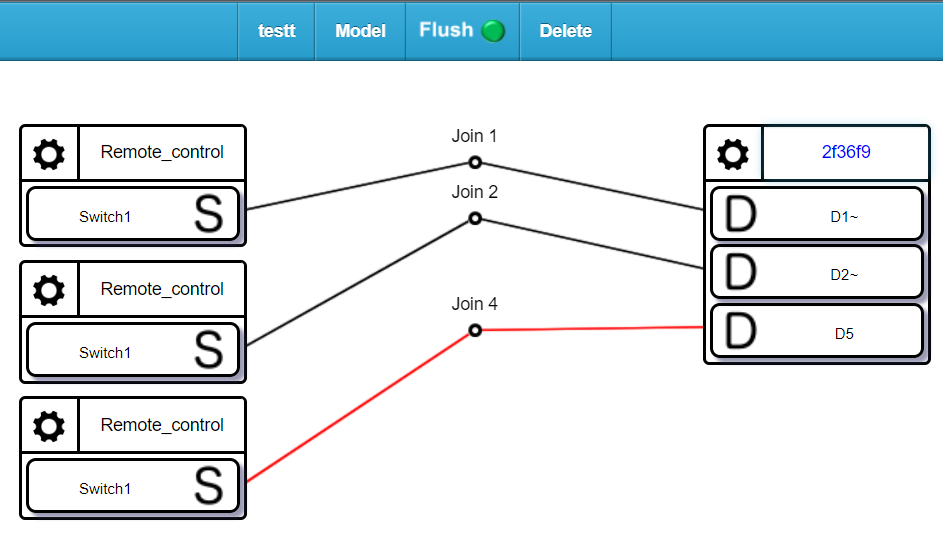 testt
Model
Flush
Delete
Remote_control
Switch1 S
Remote_control
Switch1 S
Remote_control
Switch1 S
Join 1
Join 2
Join 4
2f36f9
D D1~
D D2~
D D5